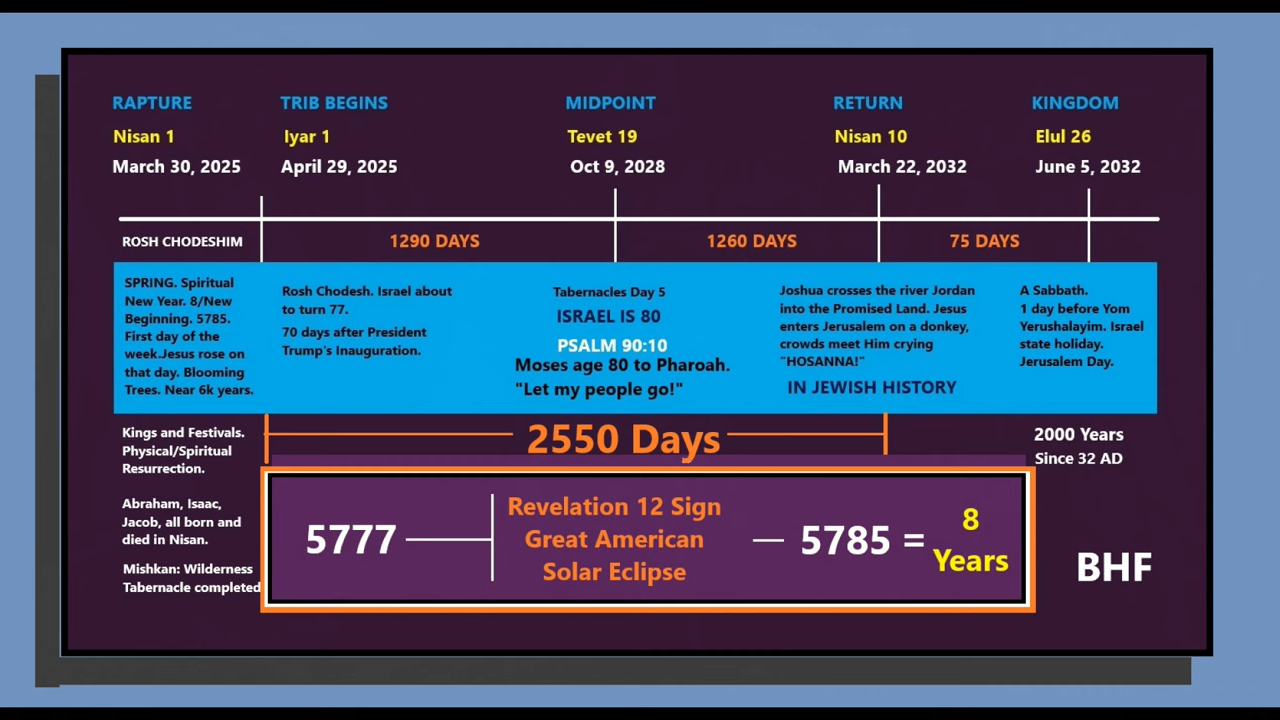 RAPTURE
Nisan 1
March 30, 2025
TRIB BEGINS
Iyar 1
April 29, 2025
MIDPOINT
Tevet 19
Oct 9, 2028
RETURN
Nisan 10
March 22, 2032
KINGDOM
Elul 26
June 5, 2032
ROSH CHODESHIM
1290 DAYS
1260 DAYS
75 DAYS
SPRING. Spiritual
New Year. 8/New
Beginning. 5785.
First day of the
week.Jesus rose on
that day. Blooming
Trees. Near 6k years.
Rosh Chodesh. Israel about
to turn 77.
70 days after President
Trump's Inauguration.
Tabernacles Day 5
ISRAEL IS 80
PSALM 90:10
Moses age 80 to Pharoah.
"Let my people go!"
Joshua crosses the river Jordan
into the Promised Land. Jesus
enters Jerusalem on a donkey,
crowds meet Him crying
"HOSANNA!"
IN JEWISH HISTORY
A Sabbath.
1 day before Yom
Yerushalayim. Israel
state holiday.
Jerusalem Day.
Kings and Festivals.
Physical/Spiritual
Resurrection.
Abraham, Isaac,
Jacob, all born and
died in Nisan.
Mishkan: Wilderness
Tabernacle completed
2550 Days
2000 Years
Since 32 AD
5777
Revelation 12 Sign
Great American
Solar Eclipse
5785 =
8
Years
BHF